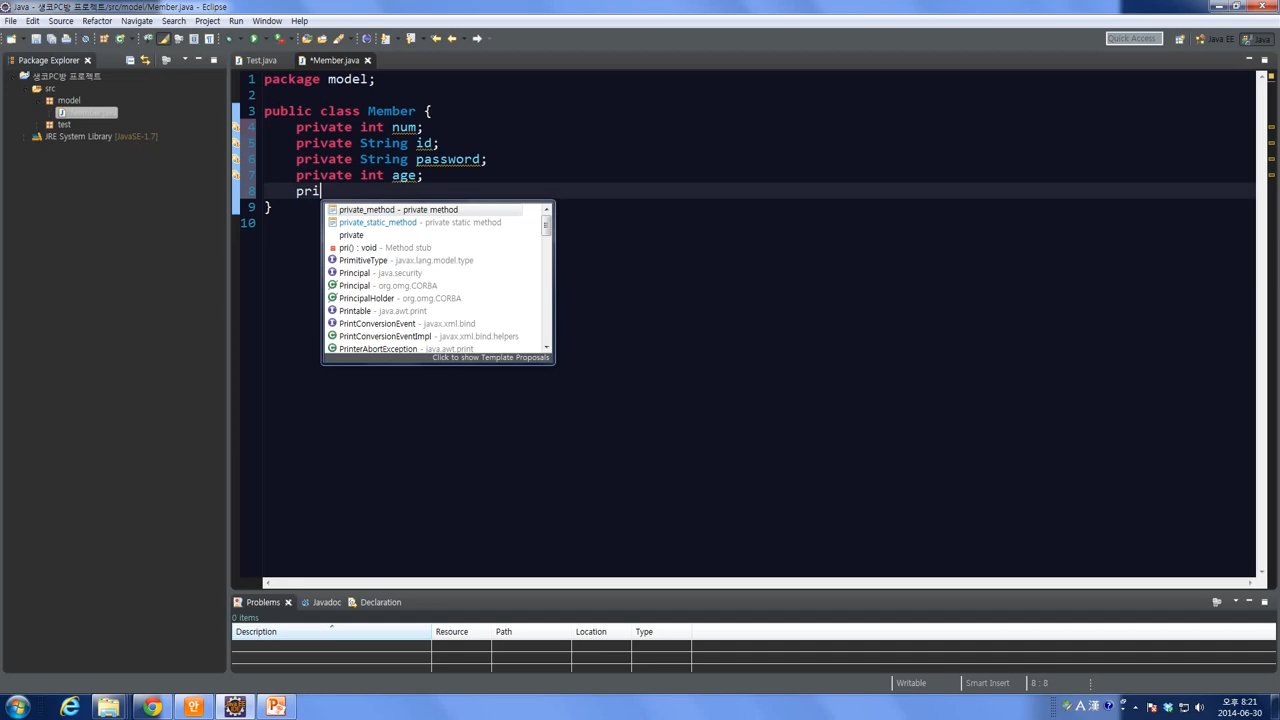 Java - 생코PC방 프로젝트/src/model/Member.java - Eclipse
File Edit Source Refactor Navigate Search Project Run Window Help
Quick Access
Java EE
Java
Package Explorer
Test.java
*Member.java
생코PC방 프로젝트
src
model
test
JRE System Library [JavaSE-1.7]
1 package model;
2
3 public class Member {
4 private int num;
5 private String id;
6 private String password;
7 private int age;
8 pri
9 }
10
private_method - private method
private_static_method - private static method
private
pri() : void - Method stub
PrimitiveType - javax.lang.model.type
Principal - java.security
Principal - org.omg.CORBA
PrincipalHolder - org.omg.CORBA
Printable - java.awt.print
PrintConversionEvent - javax.xml.bind
PrintConversionEventImpl - javax.xml.bind.helpers
PrinterAbortException - java.awt.print
Click to show Template Proposals
Problems Javadoc Declaration
0 items
Description Resource Path Location Type
Writable Smart Insert 8 : 8
안
A 漢
오후 8:21
2014-06-30